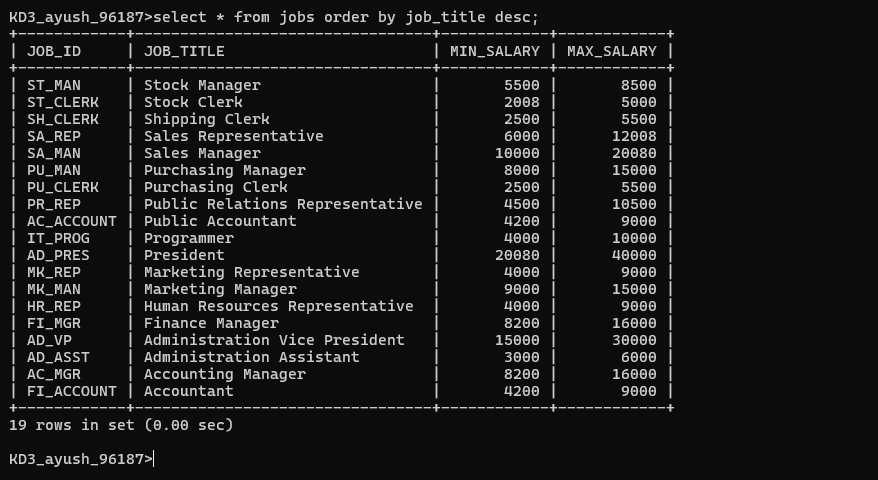 KD3_ayush_96187>select * from jobs order by job_title desc;
+------------+---------------------------------+------------+------------+
| JOB_ID     | JOB_TITLE                       | MIN_SALARY | MAX_SALARY |
+------------+---------------------------------+------------+------------+
| ST_MAN     | Stock Manager                   |       5500 |       8500 |
| ST_CLERK   | Stock Clerk                     |       2008 |       5000 |
| SH_CLERK   | Shipping Clerk                  |       2500 |       5500 |
| SA_REP     | Sales Representative            |       6000 |      12008 |
| SA_MAN     | Sales Manager                   |      10000 |      20080 |
| PU_MAN     | Purchasing Manager              |       8000 |      15000 |
| PU_CLERK   | Purchasing Clerk                |       2500 |       5500 |
| PR_REP     | Public Relations Representative |       4500 |      10500 |
| AC_ACCOUNT | Public Accountant               |       4200 |       9000 |
| IT_PROG    | Programmer                      |       4000 |      10000 |
| AD_PRES    | President                       |      20080 |      40000 |
| MK_REP     | Marketing Representative        |       4000 |       9000 |
| MK_MAN     | Marketing Manager               |       9000 |      15000 |
| HR_REP     | Human Resources Representative  |       4000 |       9000 |
| FI_MGR     | Finance Manager                 |       8200 |      16000 |
| AD_VP      | Administration Vice President   |      15000 |      30000 |
| AD_ASST    | Administration Assistant        |       3000 |       6000 |
| AC_MGR     | Accounting Manager              |       8200 |      16000 |
| FI_ACCOUNT | Accountant                      |       4200 |       9000 |
+------------+---------------------------------+------------+------------+
19 rows in set (0.00 sec)
KD3_ayush_96187>